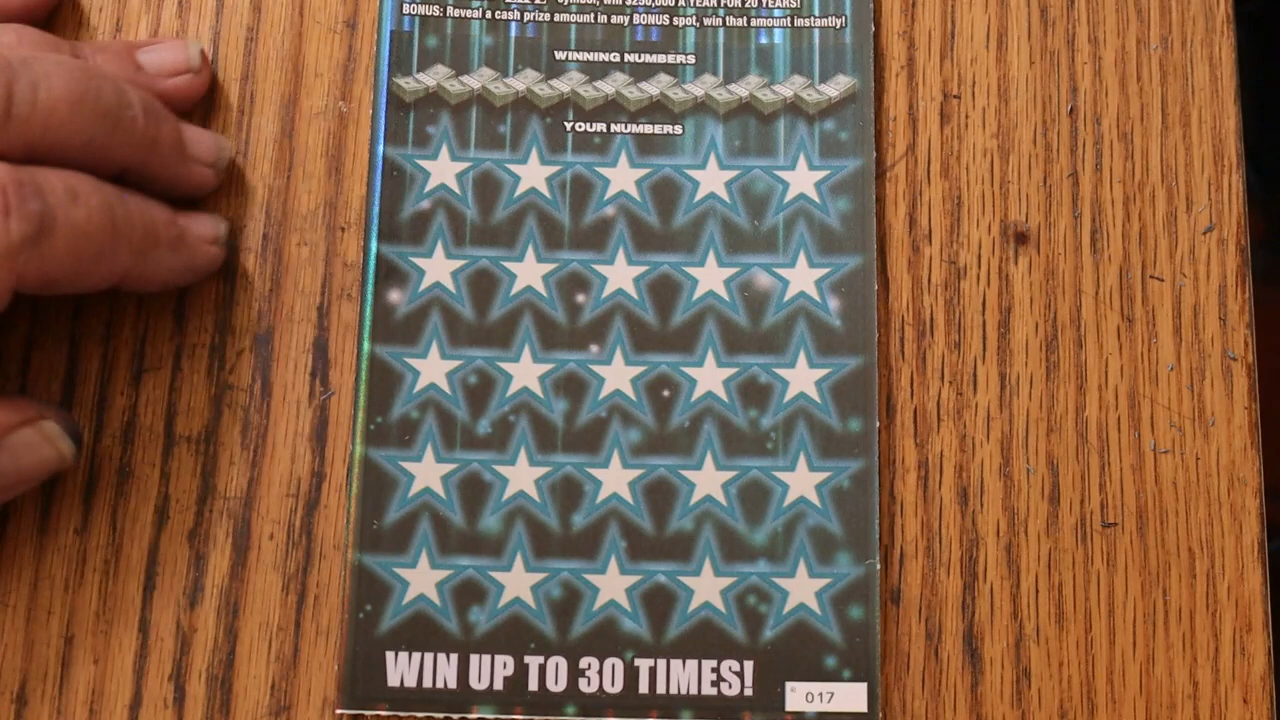 symbol, win $250,000 A YEAR FOR 20 YEARS!
BONUS: Reveal a cash prize amount in any BONUS spot, win that amount instantly!
WINNING NUMBERS
YOUR NUMBERS
WIN UP TO 30 TIMES!
017